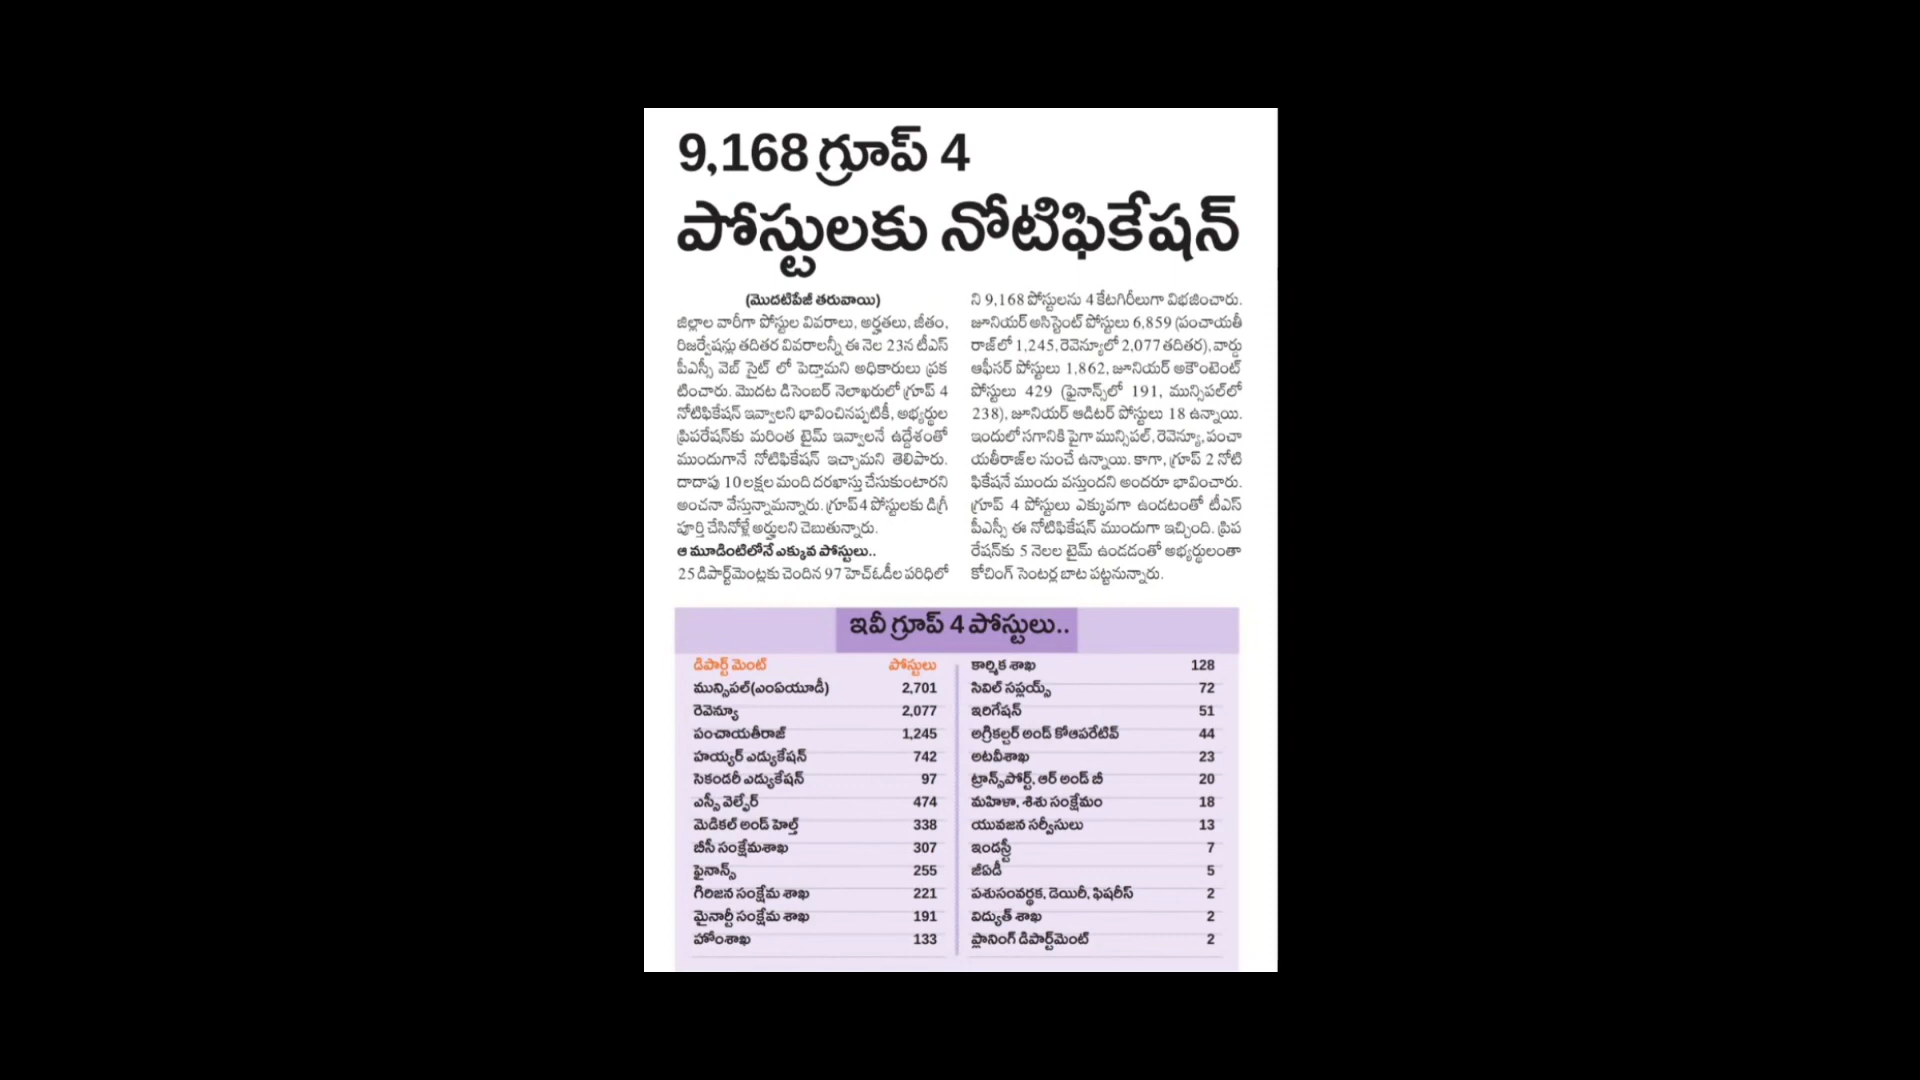 9,168 గ్రూప్ 4
పోస్టులకు నోటిఫికేషన్
(మొదటిపేజీ తరువాయి)
జిల్లాల వారీగా పోస్టుల వివరాలు, అర్హతలు, జీతం,
రిజర్వేషన్లు తదితర వివరాలన్నీ ఈ నెల 23న టీఎస్
పీఎస్సీ వెబ్ సైట్ లో పెడ్తామని అధికారులు ప్రక
టించారు. మొదట డిసెంబర్ నెలాఖరులో గ్రూప్ 4
నోటిఫికేషన్ ఇవ్వాలని భావించినప్పటికీ, అభ్యర్థుల
ప్రిపరేషన్‌కు మరింత టైమ్ ఇవ్వాలనే ఉద్దేశంతో
ముందుగానే నోటిఫికేషన్ ఇచ్చామని తెలిపారు.
దాదాపు 10 లక్షల మంది దరఖాస్తు చేసుకుంటారని
అంచనా వేస్తున్నామన్నారు. గ్రూప్ 4 పోస్టులకు డిగ్రీ
పూర్తి చేసినోళ్లే అర్హులని చెబుతున్నారు.
ఆ మూడింటిలోనే ఎక్కువ పోస్టులు..
25 డిపార్ట్‌మెంట్లకు చెందిన 97 హెచ్ఓడీల పరిధిలో
ని 9,168 పోస్టులను 4 కేటగిరీలుగా విభజించారు.
జూనియర్ అసిస్టెంట్ పోస్టులు 6,859 (పంచాయతీ
రాజ్‌లో 1,245, రెవెన్యూలో 2,077 తదితర), వార్డు
ఆఫీసర్ పోస్టులు 1,862, జూనియర్ అకౌంటెంట్
పోస్టులు 429 (ఫైనాన్స్‌లో 191, మున్సిపల్‌లో
238), జూనియర్ ఆడిటర్ పోస్టులు 18 ఉన్నాయి.
ఇందులో సగానికి పైగా మున్సిపల్, రెవెన్యూ, పంచా
యతీరాజ్‌ల నుంచే ఉన్నాయి. కాగా, గ్రూప్ 2 నోటి
ఫికేషనే ముందు వస్తుందని అందరూ భావించారు.
గ్రూప్ 4 పోస్టులు ఎక్కువగా ఉండటంతో టీఎస్
పీఎస్సీ ఈ నోటిఫికేషన్ ముందుగా ఇచ్చింది. ప్రిప
రేషన్‌కు 5 నెలల టైమ్ ఉండడంతో అభ్యర్థులంతా
కోచింగ్ సెంటర్ల బాట పట్టనున్నారు.
ఇవీ గ్రూప్ 4 పోస్టులు..
డిపార్ట్ మెంట్ పోస్టులు
మున్సిపల్(ఎంఏయూడీ) 2,701
రెవెన్యూ 2,077
పంచాయతీరాజ్ 1,245
హయ్యర్ ఎడ్యుకేషన్ 742
సెకండరీ ఎడ్యుకేషన్ 97
ఎస్సీ వెల్ఫేర్ 474
మెడికల్ అండ్ హెల్త్ 338
బీసీ సంక్షేమశాఖ 307
ఫైనాన్స్ 255
గిరిజన సంక్షేమ శాఖ 221
మైనార్టీ సంక్షేమ శాఖ 191
హోంశాఖ 133
కార్మిక శాఖ 128
సివిల్ సప్లయ్స్ 72
ఇరిగేషన్ 51
అగ్రికల్చర్ అండ్ కోఆపరేటివ్ 44
అటవీశాఖ 23
ట్రాన్స్‌పోర్ట్, ఆర్ అండ్ బీ 20
మహిళా, శిశు సంక్షేమం 18
యువజన సర్వీసులు 13
ఇండస్ట్రీ 7
జీఏడీ 5
పశుసంవర్థక, డెయిరీ, ఫిషరీస్ 2
విద్యుత్ శాఖ 2
ప్లానింగ్ డిపార్ట్‌మెంట్ 2